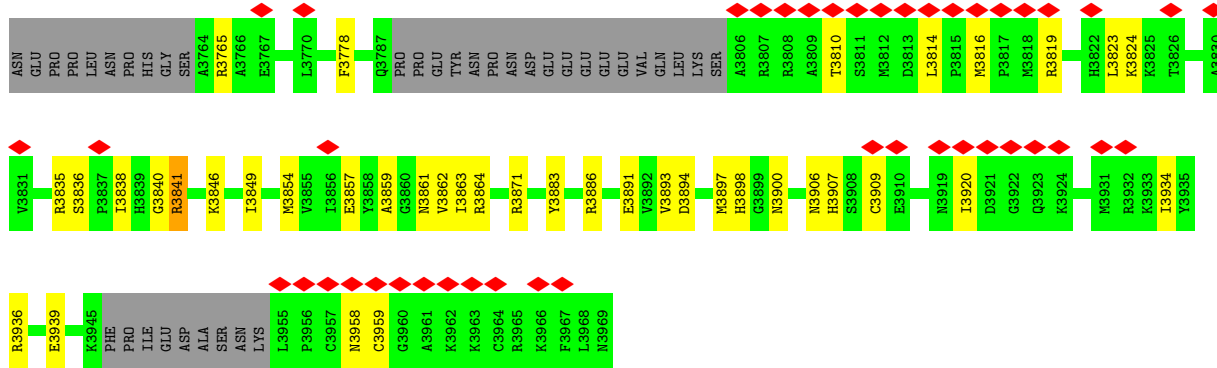 ASN GLU PRO PRO LEU ASN PRO HIS GLY SER A3764 R3765 A3766 E3767 L3770 F3778 Q3787 PRO PRO GLU TYR ASN PRO ASN ASP GLU GLU GLU GLU GLU VAL GLN LEU LYS SER A3806 R3807 R3808 A3809 T3810 S3811 M3812 D3813 L3814 P3815 M3816 P3817 M3818 R3819 H3822 L3823 K3824 K3825 T3826 A3830
V3831 R3835 S3836 P3837 I3838 H3839 G3840 R3841 K3846 I3849 M3854 V3855 I3856 E3857 Y3858 A3859 G3860 N3861 V3862 I3863 R3864 R3871 Y3883 R3886 E3891 V3892 V3893 D3894 M3897 H3898 G3899 N3900 N3906 H3907 S3908 C3909 E3910 N3919 I3920 D3921 G3922 Q3923 K3924 M3931 R3932 K3933 I3934 Y3935
R3936 E3939 K3945 PHE PRO ILE GLU ASP ALA SER ASN LYS L3955 P3956 C3957 N3958 C3959 G3960 A3961 K3962 K3963 C3964 R3965 K3966 F3967 L3968 N3969